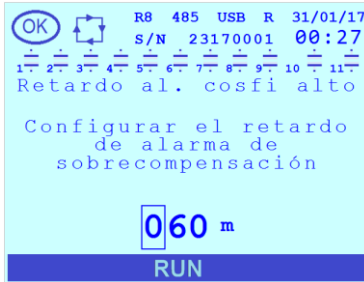 OK R8 485 USB R 31/01/17
S/N 23170001 00:27
1 2 3 4 5 6 7 8 9 10 11
Retardo al. cosfi alto
Configurar el retardo
de alarma de
sobrecompensación
060 m
RUN